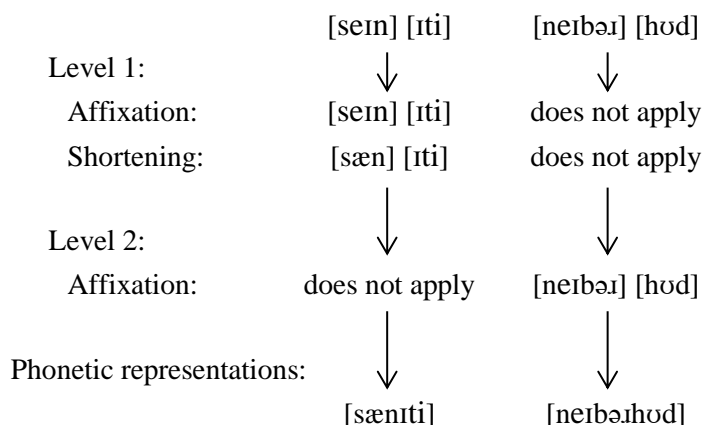 [seɪn] [ɪti] [neɪbəɹ] [hʊd]
Level 1:
Affixation: [seɪn] [ɪti] does not apply
Shortening: [sæn] [ɪti] does not apply
Level 2:
Affixation: does not apply [neɪbəɹ] [hʊd]
Phonetic representations:
[sænɪti] [neɪbəɹhʊd]